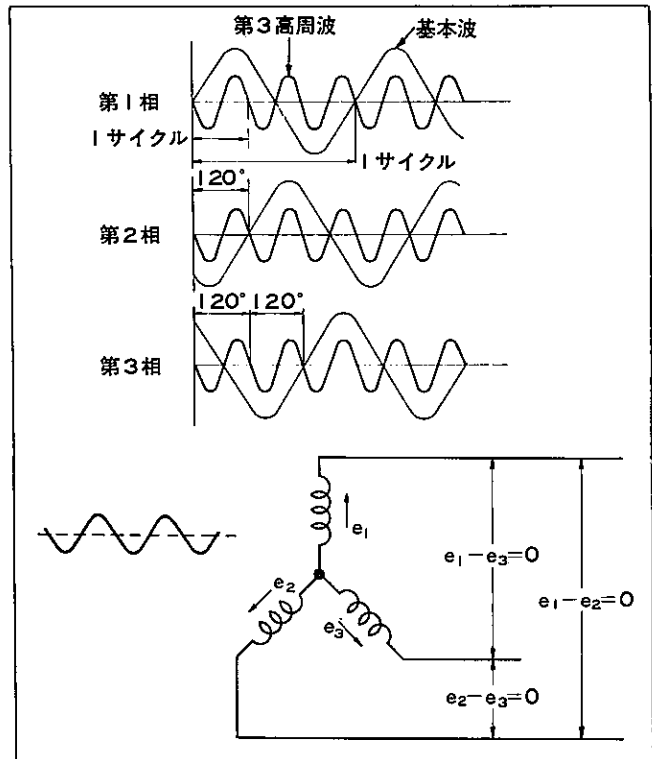 第3高周波
基本波
第1相
1サイクル
1サイクル
120°
第2相
120° 120°
第3相
e₁
e₂
e₃
e₁−e₃=0
e₁−e₂=0
e₂−e₃=0